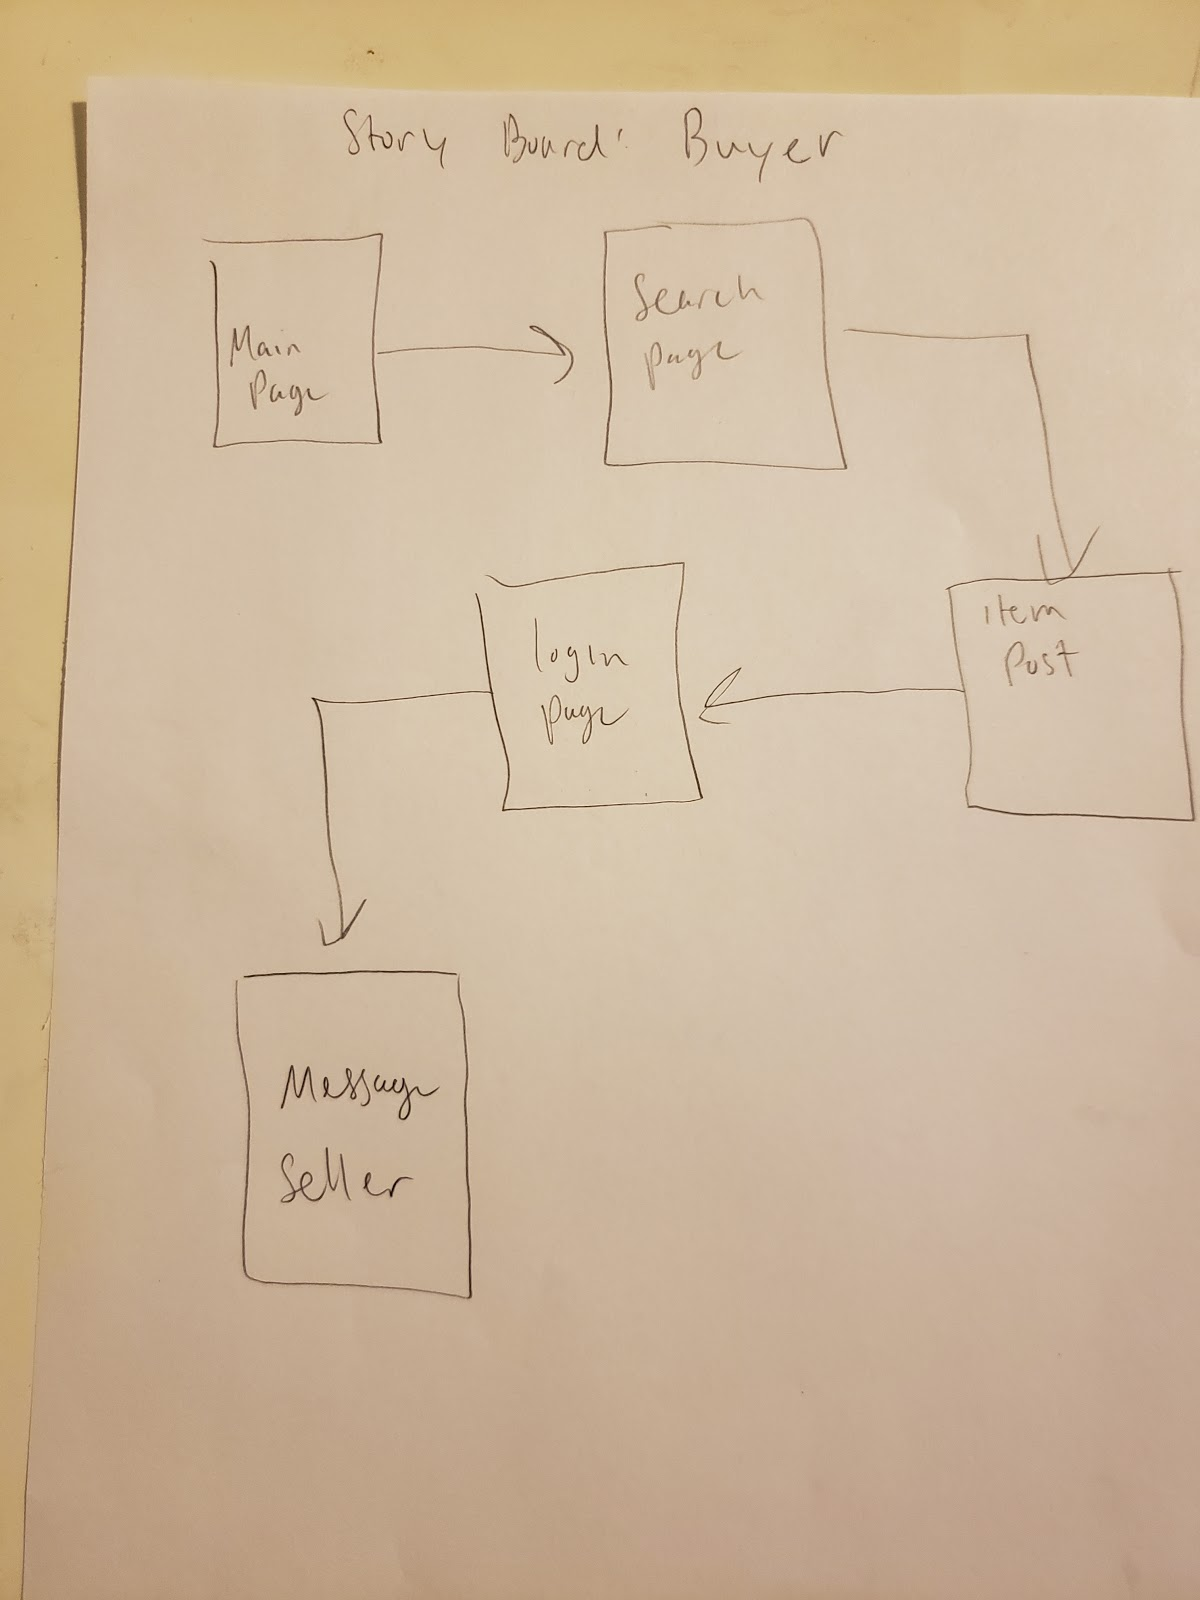 Story Board: Buyer
Main
Page
Search
page
item
Post
login
page
Message
Seller